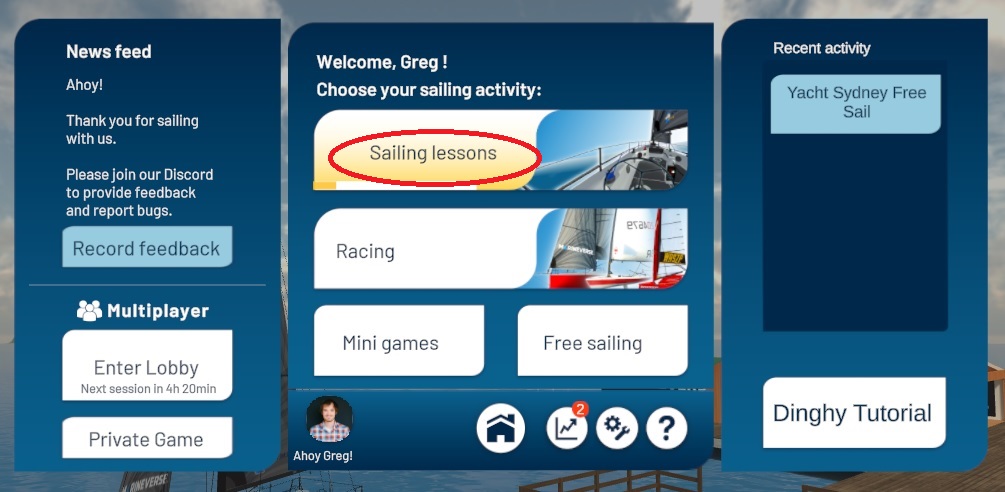 News feed
Ahoy!
Thank you for sailing
with us.
Please join our Discord
to provide feedback
and report bugs.
Record feedback
Multiplayer
Enter Lobby
Next session in 4h 20min
Private Game
Welcome, Greg !
Choose your sailing activity:
Sailing lessons
Racing
Mini games
Free sailing
2
?
Ahoy Greg!
Recent activity
Yacht Sydney Free
Sail
Dinghy Tutorial